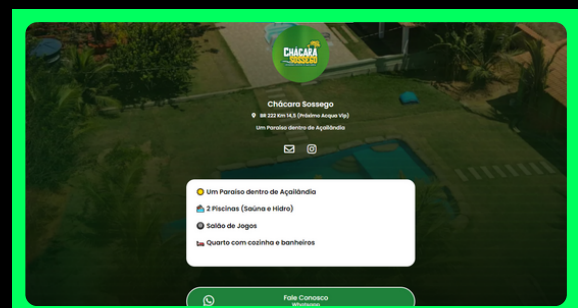 CHÁCARA
SOSSEGO
Chácara Sossego
BR 222 Km 14,5 (Próximo Acqua Vip)
Um Paraíso dentro de Açailândia
Um Paraíso dentro de Açailândia
2 Piscinas (Saúna e Hidro)
Salão de Jogos
Quarto com cozinha e banheiros
Fale Conosco
Whatsapp